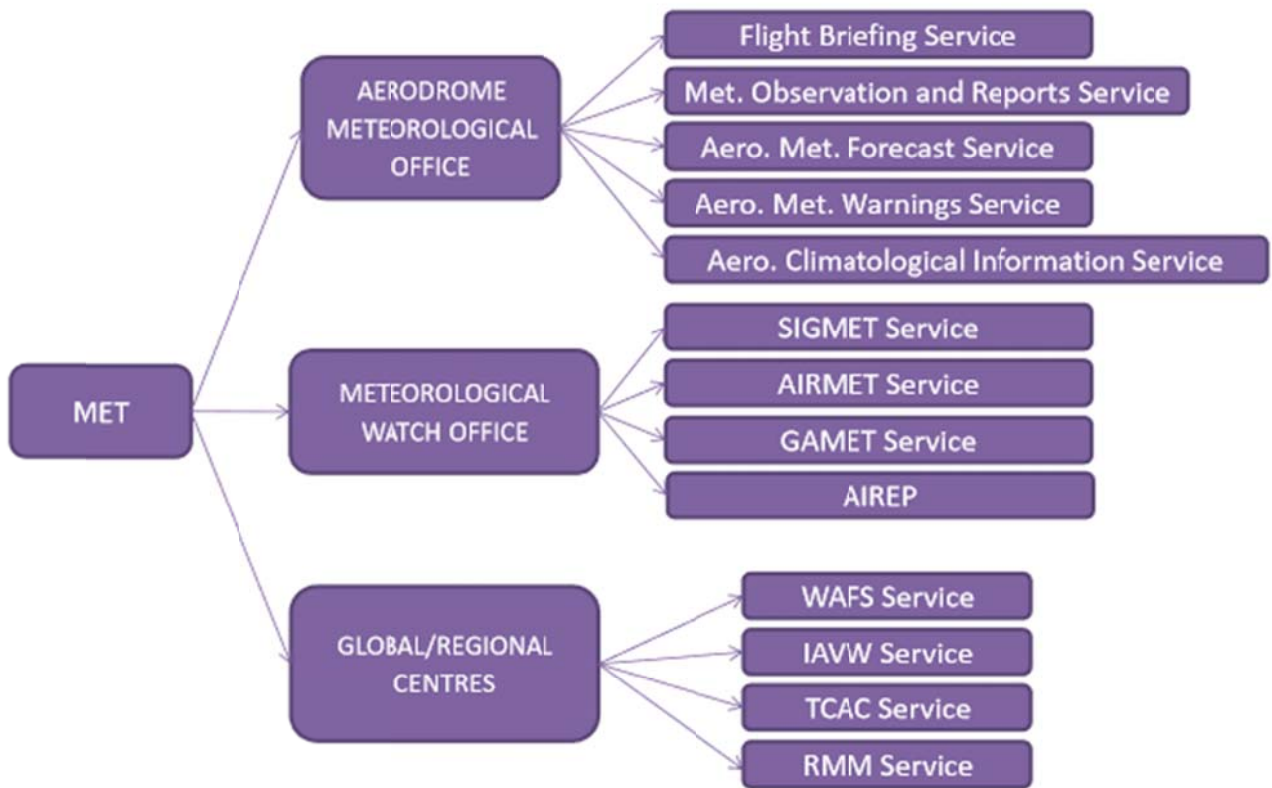 MET
AERODROME
METEOROLOGICAL
OFFICE
Flight Briefing Service
Met. Observation and Reports Service
Aero. Met. Forecast Service
Aero. Met. Warnings Service
Aero. Climatological Information Service
METEOROLOGICAL
WATCH OFFICE
SIGMET Service
AIRMET Service
GAMET Service
AIREP
GLOBAL/REGIONAL
CENTRES
WAFS Service
IAVW Service
TCAC Service
RMM Service